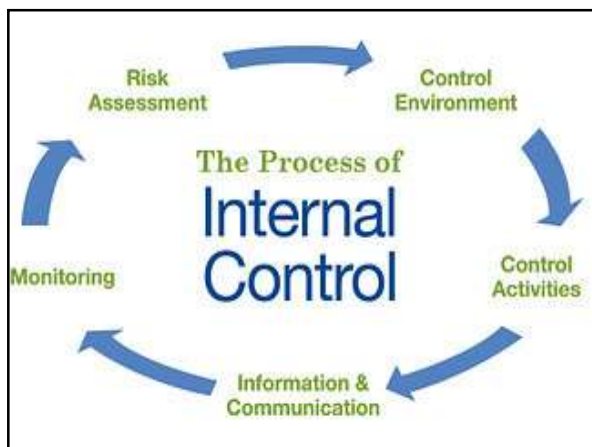 Risk
Assessment
Control
Environment
The Process of
Internal
Control
Monitoring
Control
Activities
Information &
Communication